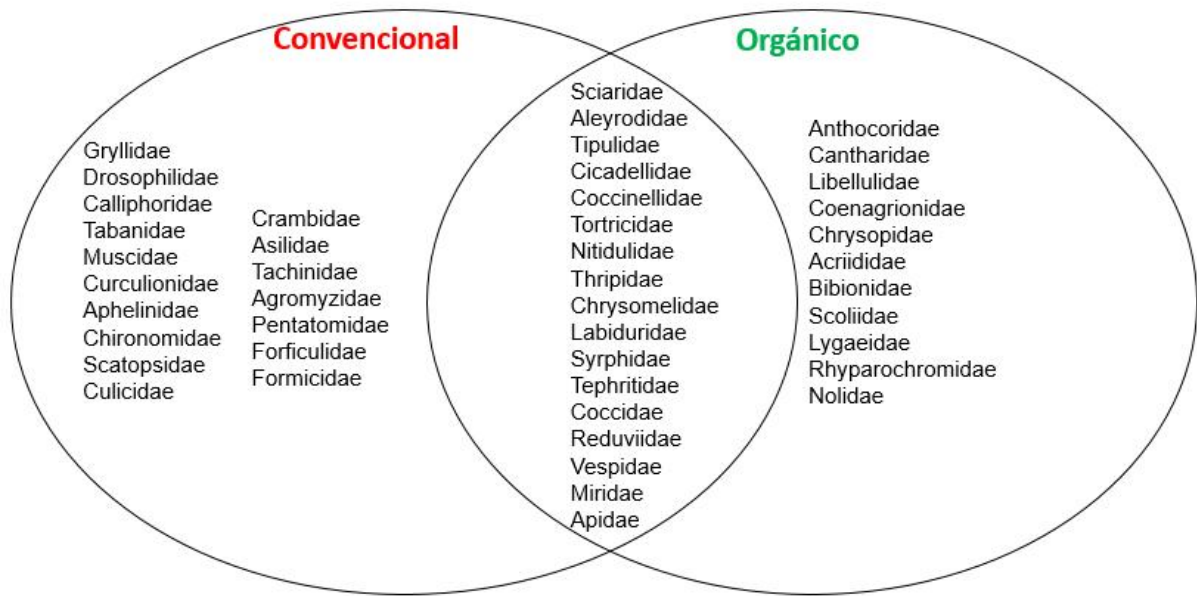 Convencional
Orgánico
Gryllidae
Drosophilidae
Calliphoridae
Tabanidae
Muscidae
Curculionidae
Aphelinidae
Chironomidae
Scatopsidae
Culicidae
Crambidae
Asilidae
Tachinidae
Agromyzidae
Pentatomidae
Forficulidae
Formicidae
Sciaridae
Aleyrodidae
Tipulidae
Cicadellidae
Coccinellidae
Tortricidae
Nitidulidae
Thripidae
Chrysomelidae
Labiduridae
Syrphidae
Tephritidae
Coccidae
Reduviidae
Vespidae
Miridae
Apidae
Anthocoridae
Cantharidae
Libellulidae
Coenagrionidae
Chrysopidae
Acriididae
Bibionidae
Scoliidae
Lygaeidae
Rhyparochromidae
Nolidae